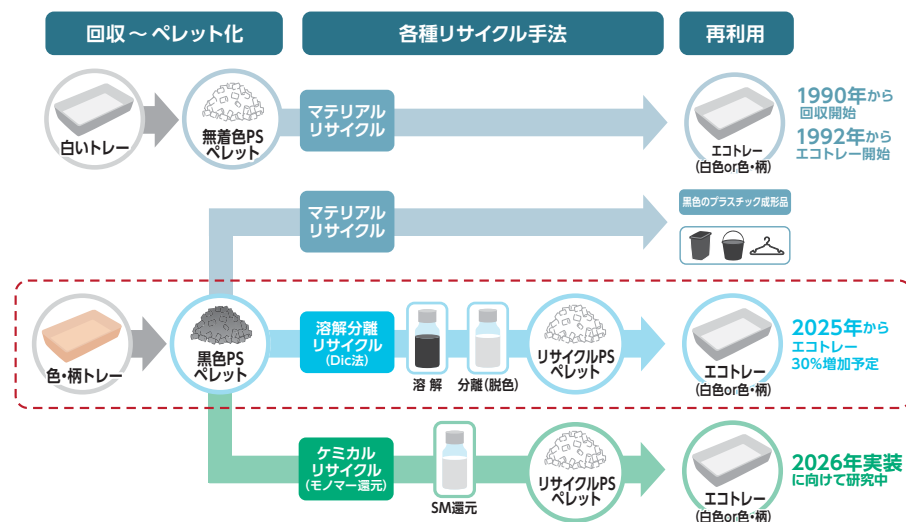 回収～ペレット化
各種リサイクル手法
再利用
白いトレー
無着色PS
ペレット
マテリアル
リサイクル
エコトレー
(白色or色・柄)
1990年から
回収開始
1992年から
エコトレー開始
マテリアル
リサイクル
黒色のプラスチック成形品
色・柄トレー
黒色PS
ペレット
溶解分離
リサイクル
(Dic法)
溶 解
分離(脱色)
リサイクルPS
ペレット
エコトレー
(白色or色・柄)
2025年から
エコトレー
30%増加予定
ケミカル
リサイクル
(モノマー還元)
SM還元
リサイクルPS
ペレット
エコトレー
(白色or色・柄)
2026年実装
に向けて研究中